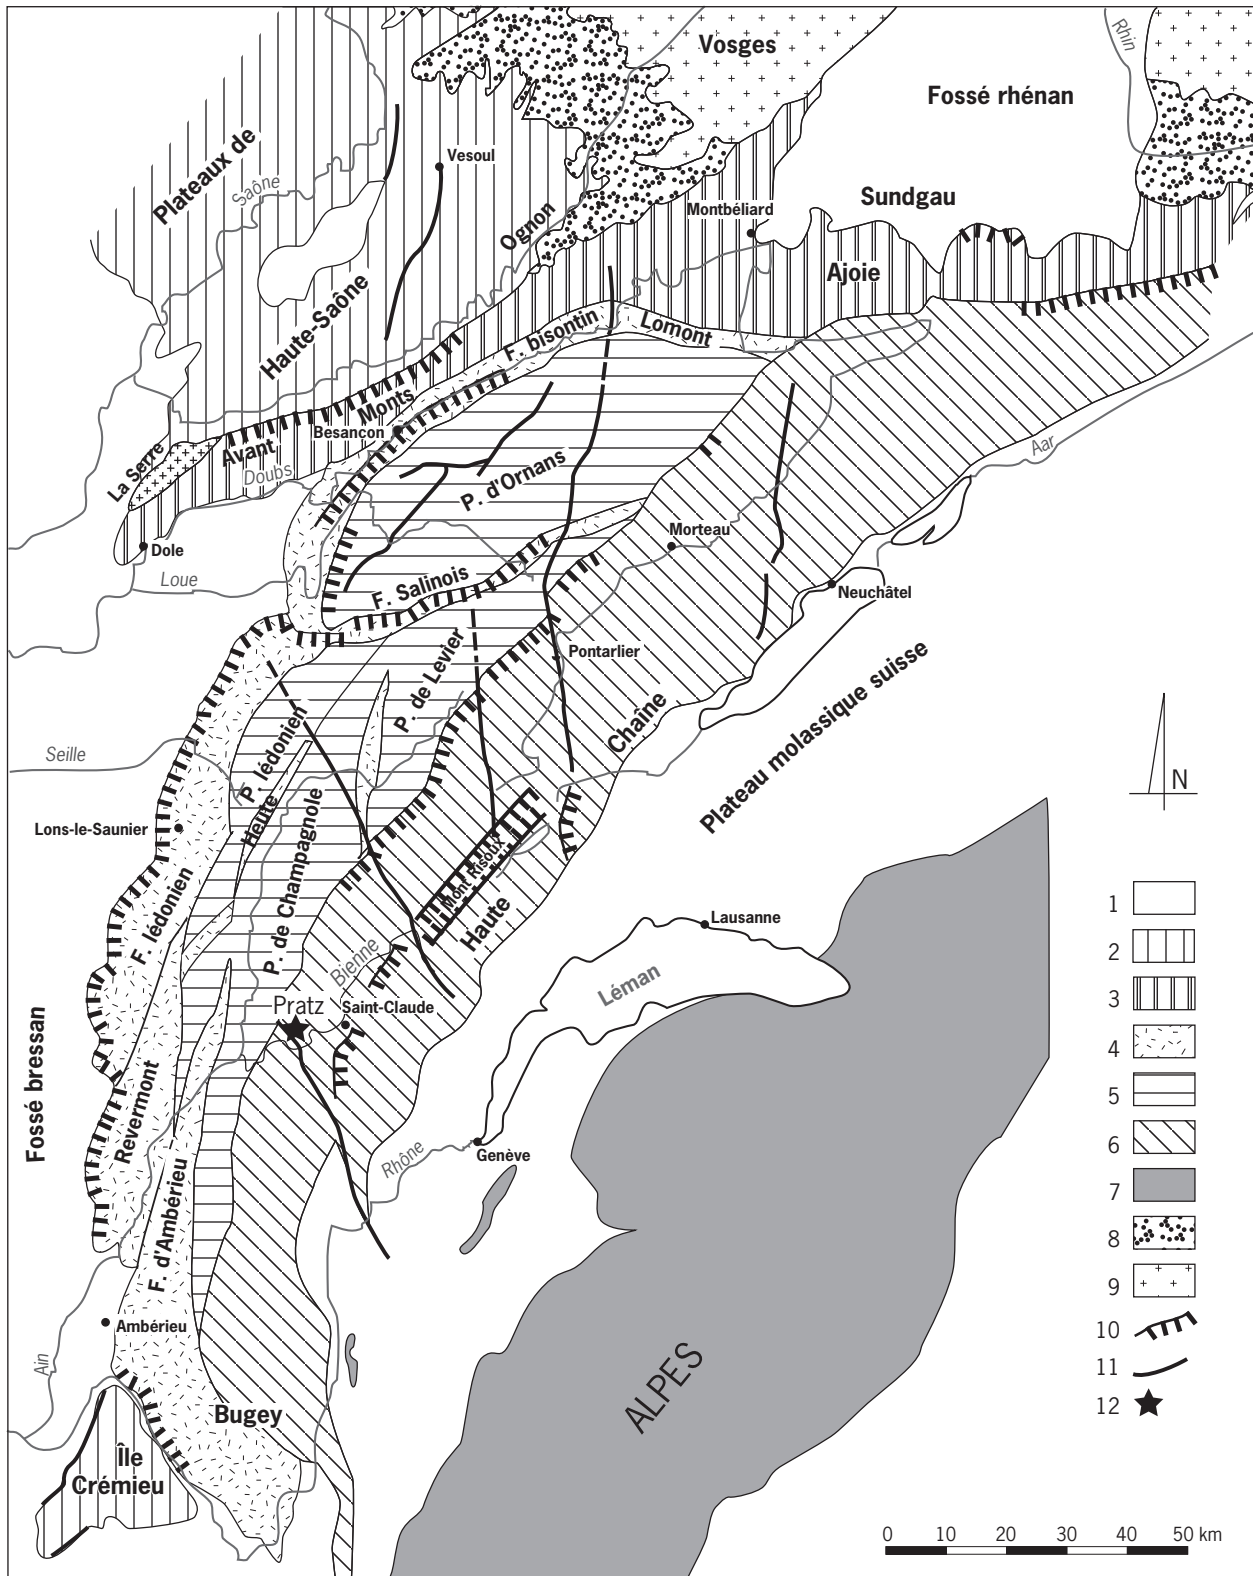 Vosges
Rhin
Fossé rhénan
Plateaux de
Haute-Saône
Saône
Vesoul
Ognon
Montbéliard
Sundgau
Ajoie
F. bisontin
Lomont
Avant
Monts
Besançon
La Serre
Doubs
Dole
Loue
P. d'Ornans
Aar
Morteau
Neuchâtel
F. Salinois
Pontarlier
P. de Levier
Chaîne
Haute
Plateau molassique suisse
Seille
P. lédonien
Heute
Lons-le-Saunier
P. de Champagnole
Mont Risoux
F. lédonien
Bienne
Lausanne
Léman
Pratz
Saint-Claude
Fossé bressan
Revermont
F. d'Ambérieu
Rhône
Genève
Ambérieu
Ain
Bugey
Île
Crémieu
ALPES
N
1
2
3
4
5
6
7
8
9
10
11
12
0 10 20 30 40 50 km